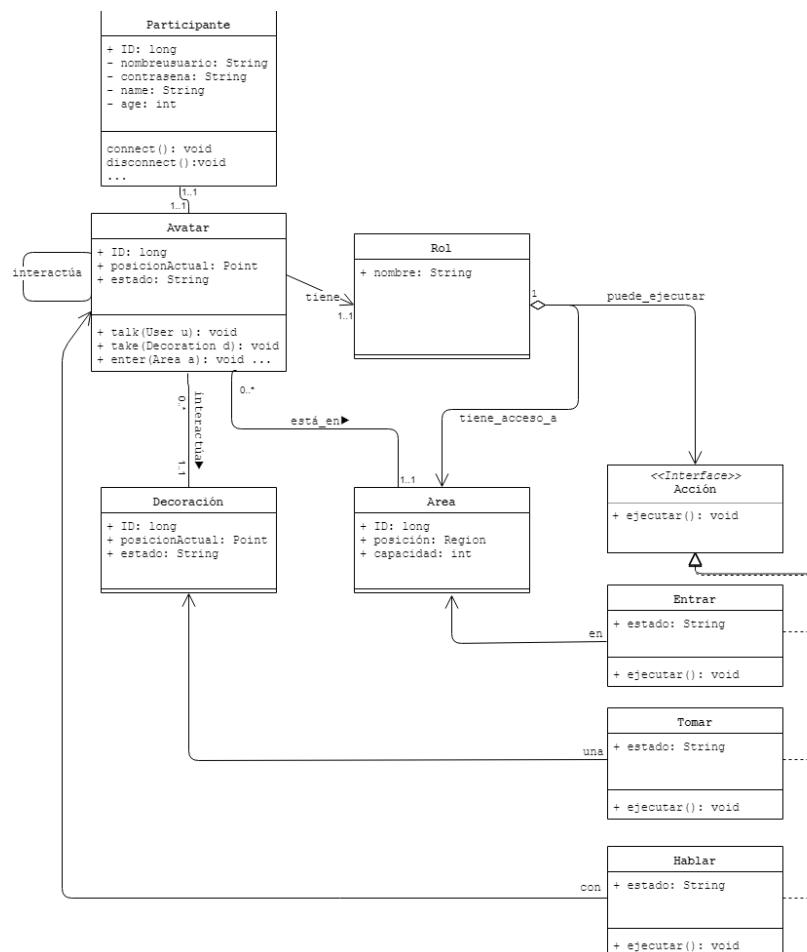 Participante
+ ID: long
- nombreusuario: String
- contrasena: String
- name: String
- age: int
connect(): void
disconnect():void
...
1..1
1..1
Avatar
+ ID: long
+ posicionActual: Point
+ estado: String
+ talk(User u): void
+ take(Decoration d): void
+ enter(Area a): void ...
interactúa
tiene
1..1
Rol
+ nombre: String
1
puede_ejecutar
tiene_acceso_a
0..*
interactúa
1..1
0..*
está_en
1..1
<<Interface>>
Acción
+ ejecutar(): void
Decoración
+ ID: long
+ posicionActual: Point
+ estado: String
Area
+ ID: long
+ posición: Region
+ capacidad: int
Entrar
+ estado: String
+ ejecutar(): void
en
Tomar
+ estado: String
+ ejecutar(): void
una
Hablar
+ estado: String
+ ejecutar(): void
con